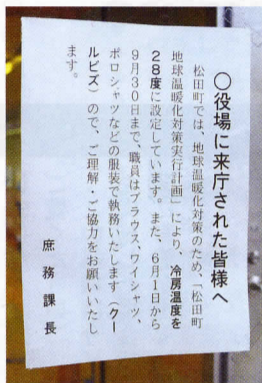 ○役場に来庁された皆様へ
松田町では、地球温暖化対策のため、「松田町
地球温暖化対策実行計画」により、冷房温度を
28度に設定しています。また、6月1日から
9月30日まで、職員はブラウス、ワイシャツ、
ポロシャツなどの服装で執務いたします(クー
ルビズ)ので、ご理解・ご協力をお願いいたし
ます。
庶務課長